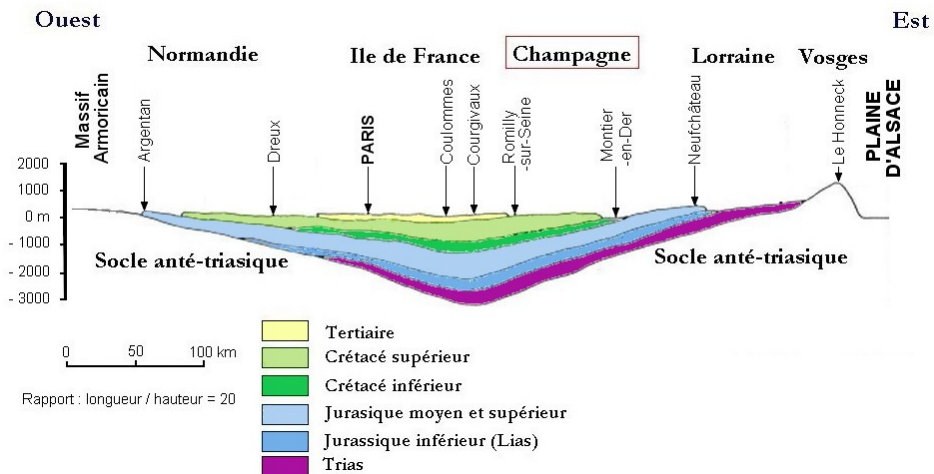 Ouest
Est
Normandie
Ile de France
Champagne
Lorraine
Vosges
Massif
Armoricain
Argentan
Dreux
PARIS
Coulommes
Courgivaux
Romilly
-sur-Seine
Montier
-en-Der
Neufchâteau
Le Honneck
PLAINE
D'ALSACE
2000
1000
0 m
- 1000
- 2000
- 3000
Socle anté-triasique
Socle anté-triasique
0 50 100 km
Rapport : longueur / hauteur = 20
Tertiaire
Crétacé supérieur
Crétacé inférieur
Jurasique moyen et supérieur
Jurassique inférieur (Lias)
Trias